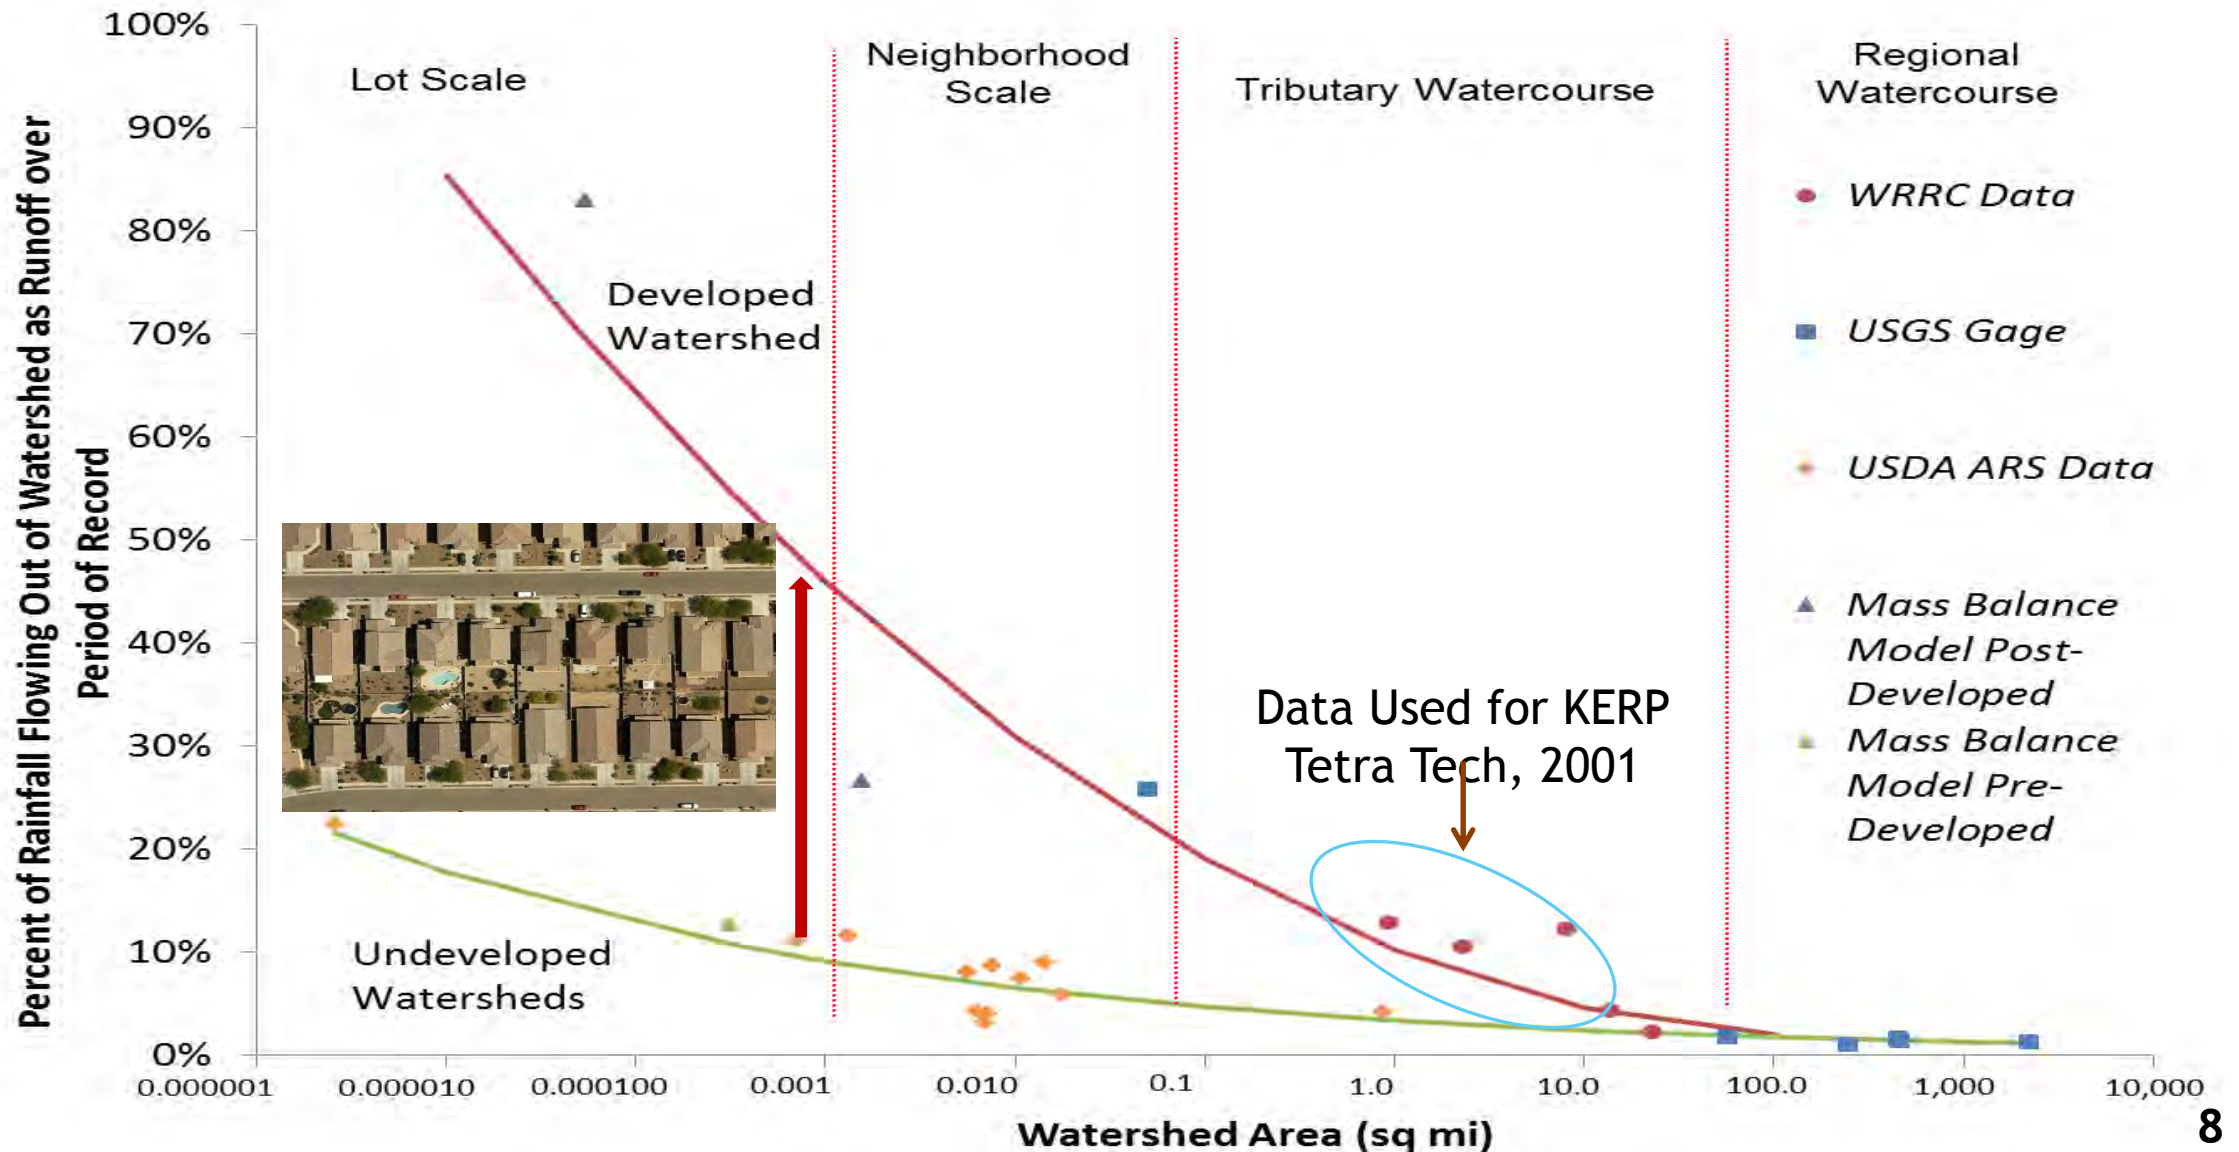 Percent of Rainfall Flowing Out of Watershed as Runoff over
Period of Record
100%
90%
80%
70%
60%
50%
40%
30%
20%
10%
0%
Lot Scale
Neighborhood
Scale
Tributary Watercourse
Regional
Watercourse
Developed
Watershed
Undeveloped
Watersheds
Data Used for KERP
Tetra Tech, 2001
WRRC Data
USGS Gage
USDA ARS Data
Mass Balance
Model Post-
Developed
Mass Balance
Model Pre-
Developed
0.000001
0.000010
0.000100
0.001
0.010
0.1
1.0
10.0
100.0
1,000
10,000
Watershed Area (sq mi)
8